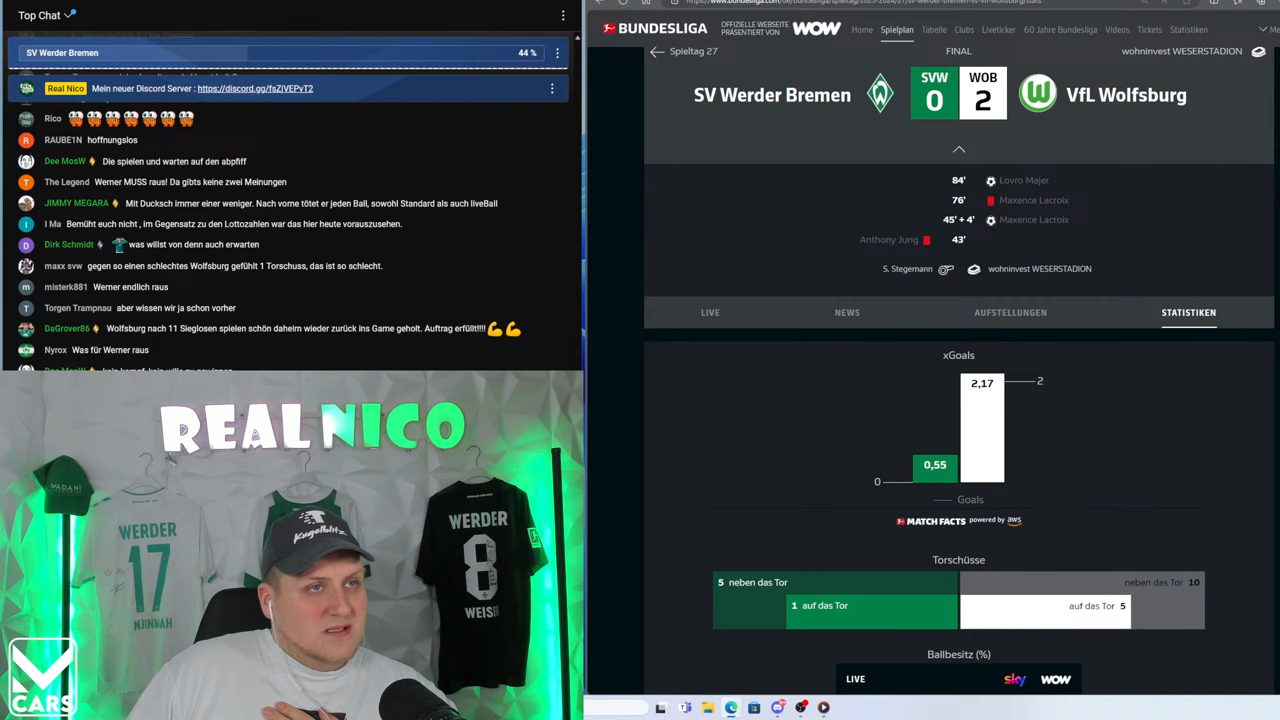 Top Chat
SV Werder Bremen
44 %
Real Nico Mein neuer Discord Server : https://discord.gg/fsZjVEPvT2
Rico
RAUBE1N hoffnungslos
Dee MosW Die spielen und warten auf den abpfiff
The Legend Werner MUSS raus! Da gibts keine zwei Meinungen
JIMMY MEGARA Mit Ducksch immer einer weniger. Nach vorne tötet er jeden Ball, sowohl Standard als auch liveBall
I Ma Bemüht euch nicht , im Gegensatz zu den Lottozahlen war das hier heute vorauszusehen.
Dirk Schmidt was willst von denn auch erwarten
maxx svw gegen so einen schlechtes Wolfsburg gefühlt 1 Torschuss, das ist so schlecht.
misterk881 Werner endlich raus
Torgen Trampnau aber wissen wir ja schon vorher
DaGrover86 Wolfsburg nach 11 Sieglosen spielen schön daheim wieder zurück ins Game geholt. Auftrag erfüllt!!!!
Nyrox Was für Werner raus
REALNICO
WERDER
17
NJINMAH
Kugelblitz
WERDER
8
WEISER
CARS
BUNDESLIGA
OFFIZIELLE WEBSITE
PRÄSENTIERT VON
WOW
Home
Spielplan
Tabelle
Clubs
Liveticker
60 Jahre Bundesliga
Videos
Tickets
Statistiken
Spieltag 27
FINAL
wohninvest WESERSTADION
SV Werder Bremen
SVW
0
WOB
2
VfL Wolfsburg
84' Lovro Majer
76' Maxence Lacroix
45' + 4' Maxence Lacroix
Anthony Jung 43'
S. Stegemann
wohninvest WESERSTADION
LIVE
NEWS
AUFSTELLUNGEN
STATISTIKEN
xGoals
2,17
2
0,55
0
Goals
MATCH FACTS powered by aws
Torschüsse
5 neben das Tor
neben das Tor 10
1 auf das Tor
auf das Tor 5
Ballbesitz (%)
LIVE
sky
WOW